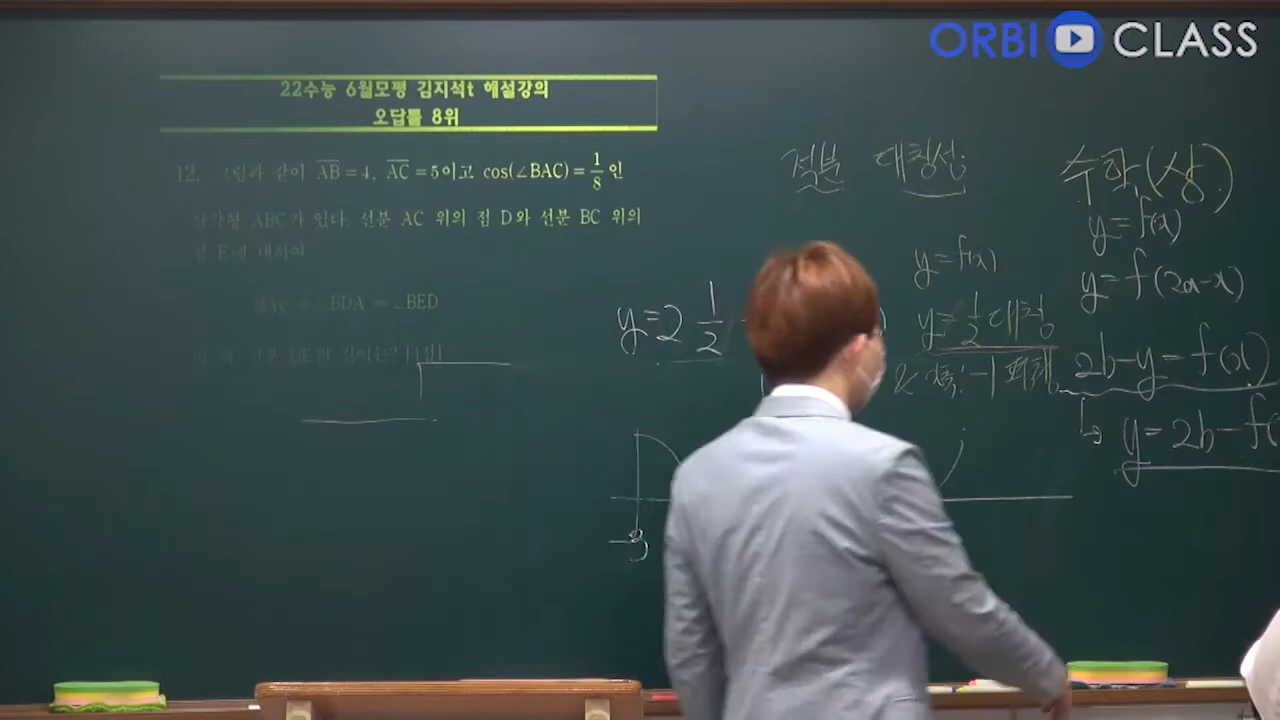 ORBI CLASS
22수능 6월모평 김지석t 해설강의
오답률 8위
12. 그림과 같이 AB=4, AC=5이고 cos(∠BAC)=1/8인
삼각형 ABC가 있다. 선분 AC 위의 점 D와 선분 BC 위의
점 E에 대하여
∠BDA = ∠BED
대칭성
수학(상)
y=f(x)
y=f(2a-x)
2b-y=f(x)
↳ y=2b-f(
y=f(x)
y=1/2 대칭
y=2 1/2
-3